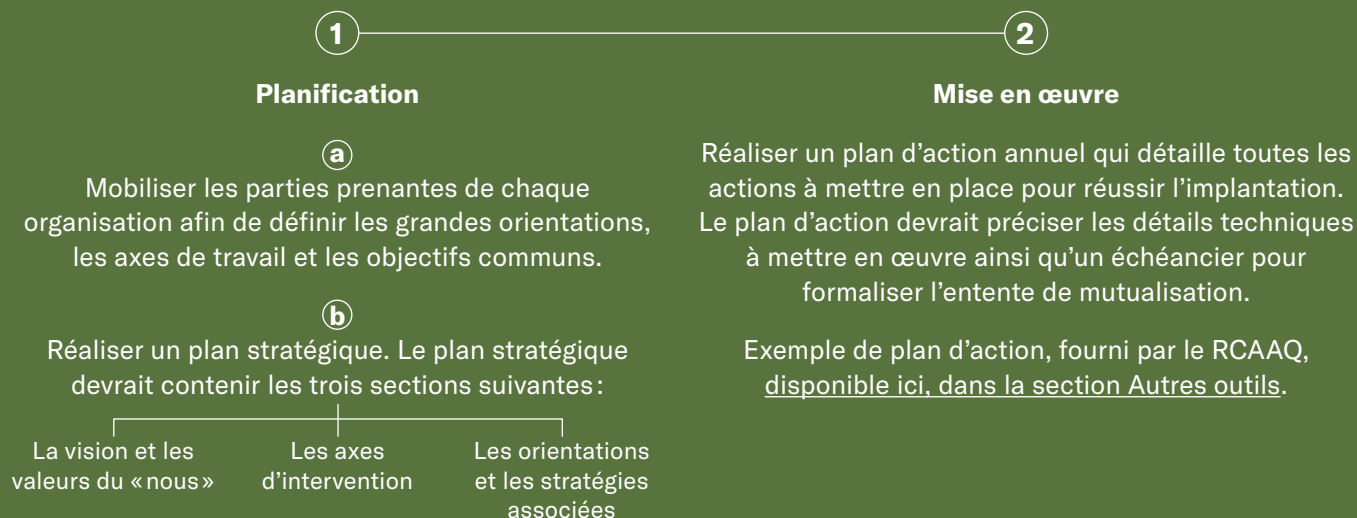 1
Planification
a
Mobiliser les parties prenantes de chaque
organisation afin de définir les grandes orientations,
les axes de travail et les objectifs communs.
b
Réaliser un plan stratégique. Le plan stratégique
devrait contenir les trois sections suivantes :
La vision et les
valeurs du « nous »
Les axes
d’intervention
Les orientations
et les stratégies
associées
2
Mise en œuvre
Réaliser un plan d’action annuel qui détaille toutes les
actions à mettre en place pour réussir l’implantation.
Le plan d’action devrait préciser les détails techniques
à mettre en œuvre ainsi qu’un échéancier pour
formaliser l’entente de mutualisation.
Exemple de plan d’action, fourni par le RCAAQ,
disponible ici, dans la section Autres outils.